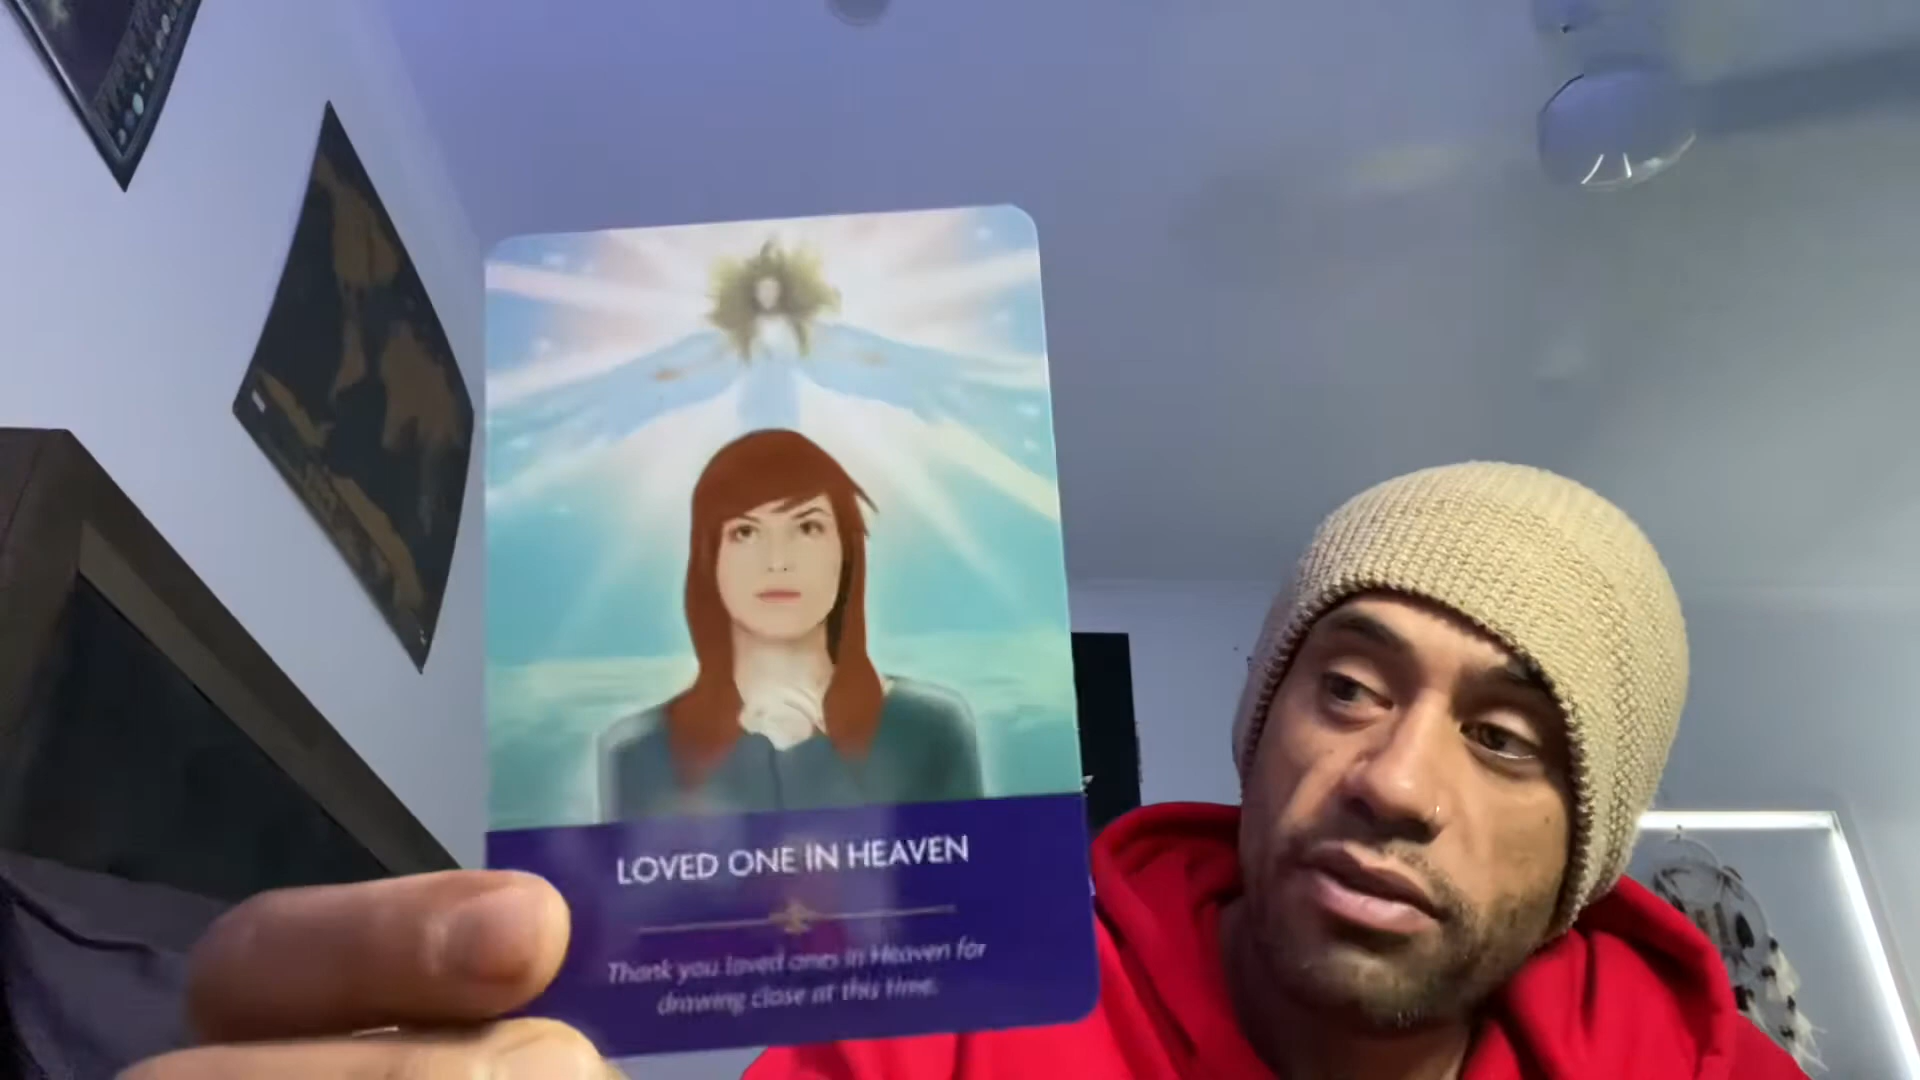 LOVED ONE IN HEAVEN
Thank you loved ones in Heaven for
drawing close at this time.